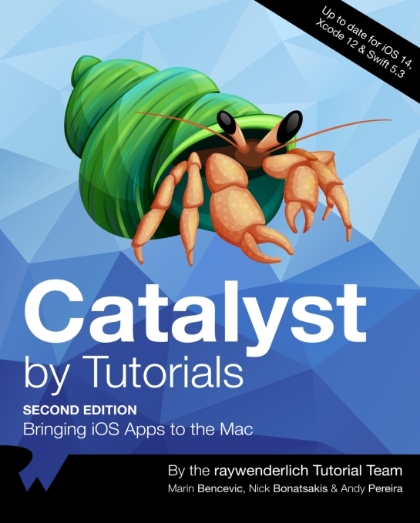 Up to date for iOS 14,
Xcode 12 & Swift 5.3
Catalyst
by Tutorials
SECOND EDITION
Bringing iOS Apps to the Mac
By the raywenderlich Tutorial Team
Marin Bencevic, Nick Bonatsakis & Andy Pereira